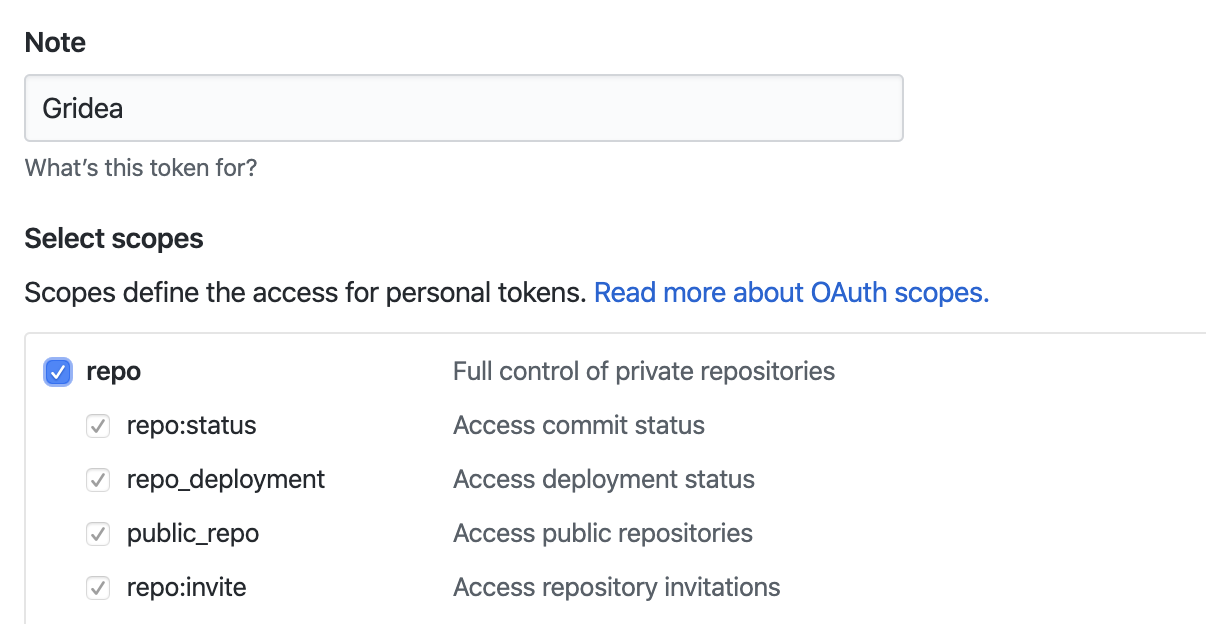 Note
Gridea
What's this token for?
Select scopes
Scopes define the access for personal tokens. Read more about OAuth scopes.
repo Full control of private repositories
repo:status Access commit status
repo_deployment Access deployment status
public_repo Access public repositories
repo:invite Access repository invitations